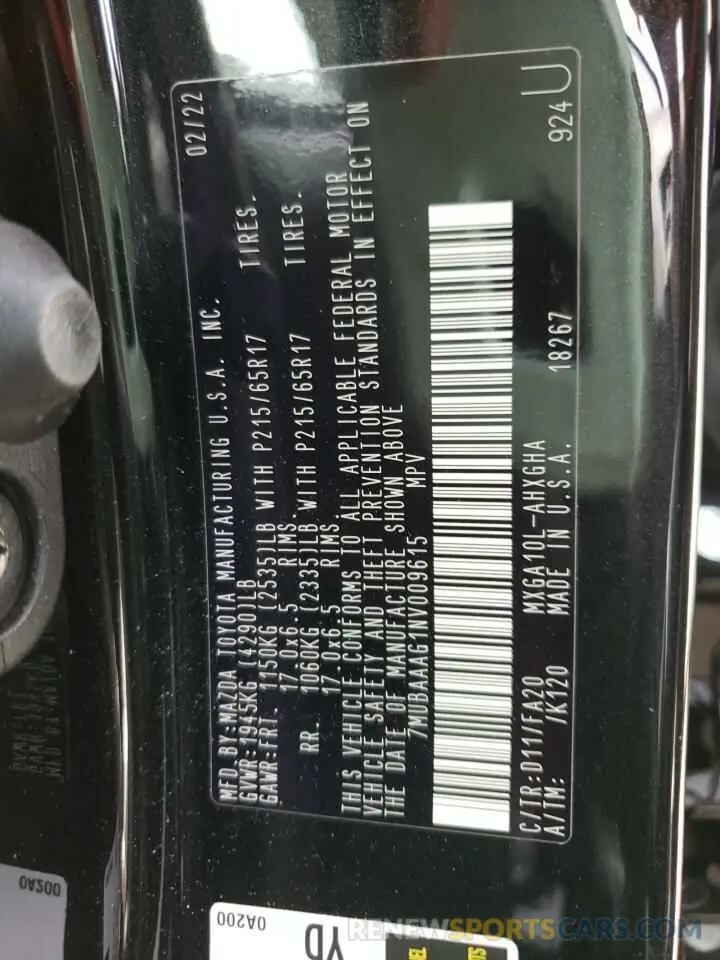 MFD.BY:MAZDA TOYOTA MANUFACTURING U.S.A. INC. 02/22
GVWR:1945KG(4290)LB
GAWR:FRT. 1150KG(2535)LB WITH P215/65R17 TIRES.
17.0x6.5 RIMS
RR. 1060KG(2335)LB WITH P215/65R17 TIRES.
17.0x6.5 RIMS
THIS VEHICLE CONFORMS TO ALL APPLICABLE FEDERAL MOTOR
VEHICLE SAFETY AND THEFT PREVENTION STANDARDS IN EFFECT ON
THE DATE OF MANUFACTURE SHOWN ABOVE
7MUBAAAG1NV009615 MPV
C/TR:D11/FA20 MXGA10L-AHXGHA 18267 924 U
A/TM: /K120 MADE IN U.S.A.
0A200
0A200
YD
RENEWSPORTSCARS.COM